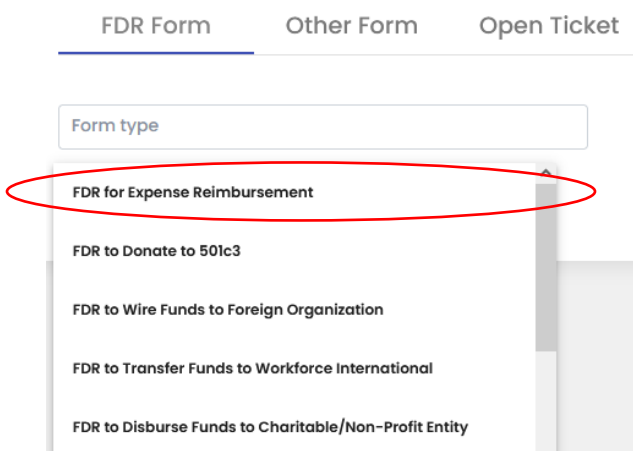 FDR Form Other Form Open Ticket
Form type
FDR for Expense Reimbursement
FDR to Donate to 501c3
FDR to Wire Funds to Foreign Organization
FDR to Transfer Funds to Workforce International
FDR to Disburse Funds to Charitable/Non-Profit Entity